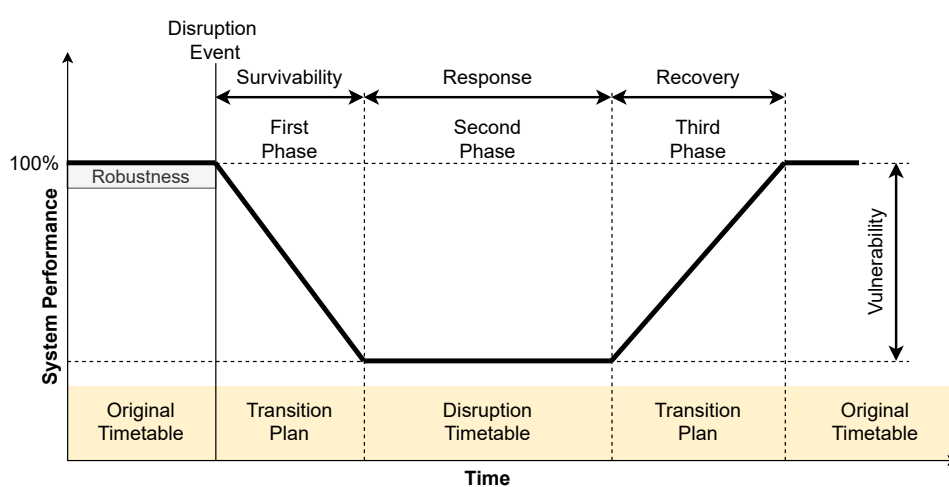 Disruption
Event
Survivability
Response
Recovery
First
Phase
Second
Phase
Third
Phase
100%
Robustness
System Performance
Vulnerability
Original
Timetable
Transition
Plan
Disruption
Timetable
Transition
Plan
Original
Timetable
Time